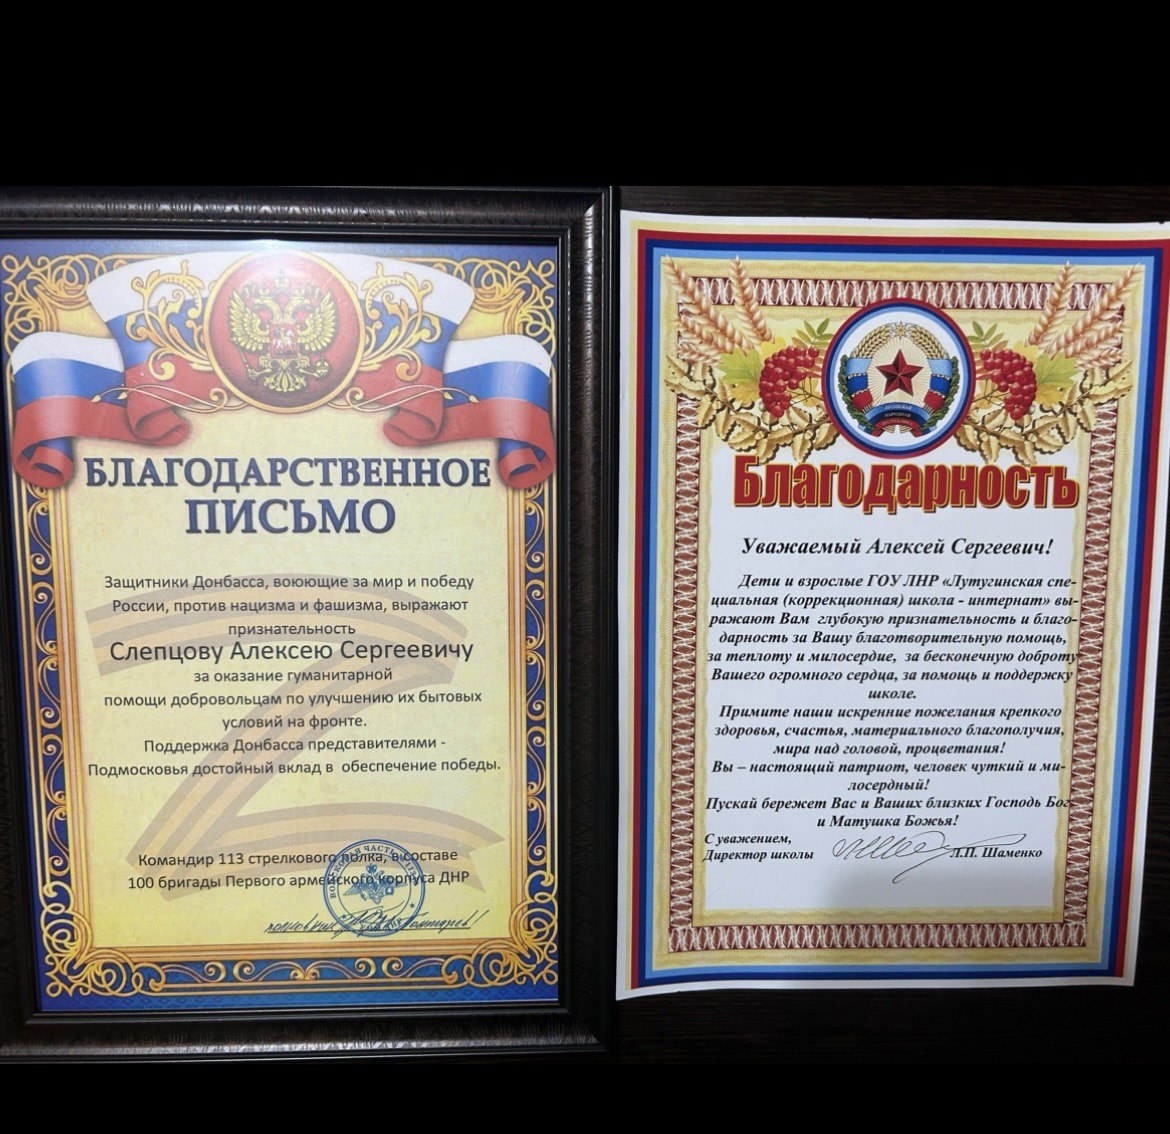 БЛАГОДАРСТВЕННОЕ
ПИСЬМО
Защитники Донбасса, воюющие за мир и победу
России, против нацизма и фашизма, выражают
признательность
Слепцову Алексею Сергеевичу
за оказание гуманитарной
помощи добровольцам по улучшению их бытовых
условий на фронте.
Поддержка Донбасса представителями -
Подмосковья достойный вклад в обеспечение победы.
Командир 113 стрелкового полка, в составе
100 бригады Первого армейского корпуса ДНР
ВОЙСКОВАЯ ЧАСТЬ
Благодарность
Уважаемый Алексей Сергеевич!
Дети и взрослые ГОУ ЛНР «Лутугинская спе-
циальная (коррекционная) школа - интернат» вы-
ражают Вам глубокую признательность и благо-
дарность за Вашу благотворительную помощь,
за теплоту и милосердие, за бесконечную доброту
Вашего огромного сердца, за помощь и поддержку
школе.
Примите наши искренние пожелания крепкого
здоровья, счастья, материального благополучия,
мира над головой, процветания!
Вы – настоящий патриот, человек чуткий и ми-
лосердный!
Пускай бережет Вас и Ваших близких Господь Бог
и Матушка Божья!
С уважением,
Директор школы Л.П. Шаменко